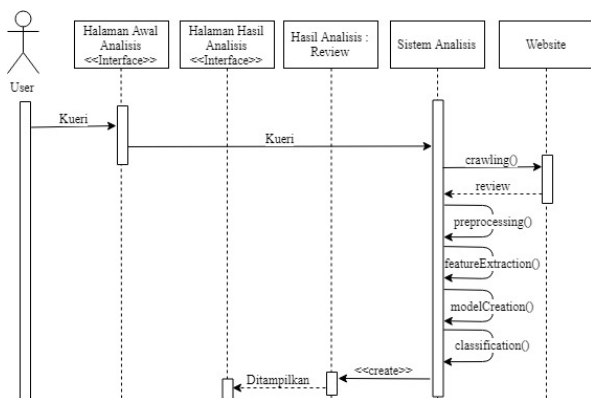 Halaman Awal
Analisis
<<Interface>>
Halaman Hasil
Analisis
<<Interface>>
Hasil Analisis :
Review
Sistem Analisis
Website
User
Kueri
Kueri
crawling()
review
preprocessing()
featureExtraction()
modelCreation()
classification()
<<create>>
Ditampilkan